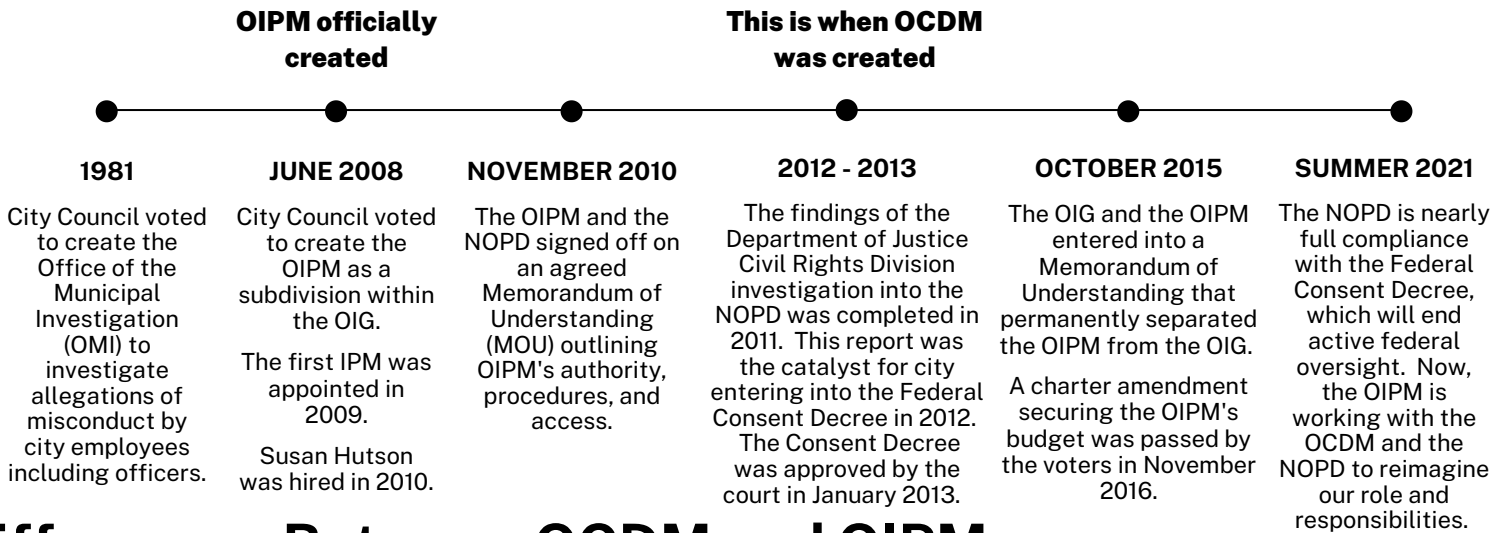 OIPM officially
created
This is when OCDM
was created
1981
City Council voted
to create the
Office of the
Municipal
Investigation
(OMI) to
investigate
allegations of
misconduct by
city employees
including officers.
JUNE 2008
City Council voted
to create the
OIPM as a
subdivision within
the OIG.
The first IPM was
appointed in
2009.
Susan Hutson
was hired in 2010.
NOVEMBER 2010
The OIPM and the
NOPD signed off on
an agreed
Memorandum of
Understanding
(MOU) outlining
OIPM's authority,
procedures, and
access.
2012 - 2013
The findings of the
Department of Justice
Civil Rights Division
investigation into the
NOPD was completed in
2011. This report was
the catalyst for city
entering into the Federal
Consent Decree in 2012.
The Consent Decree
was approved by the
court in January 2013.
OCTOBER 2015
The OIG and the OIPM
entered into a
Memorandum of
Understanding that
permanently separated
the OIPM from the OIG.
A charter amendment
securing the OIPM's
budget was passed by
the voters in November
2016.
SUMMER 2021
The NOPD is nearly
full compliance
with the Federal
Consent Decree,
which will end
active federal
oversight. Now,
the OIPM is
working with the
OCDM and the
NOPD to reimagine
our role and
responsibilities.